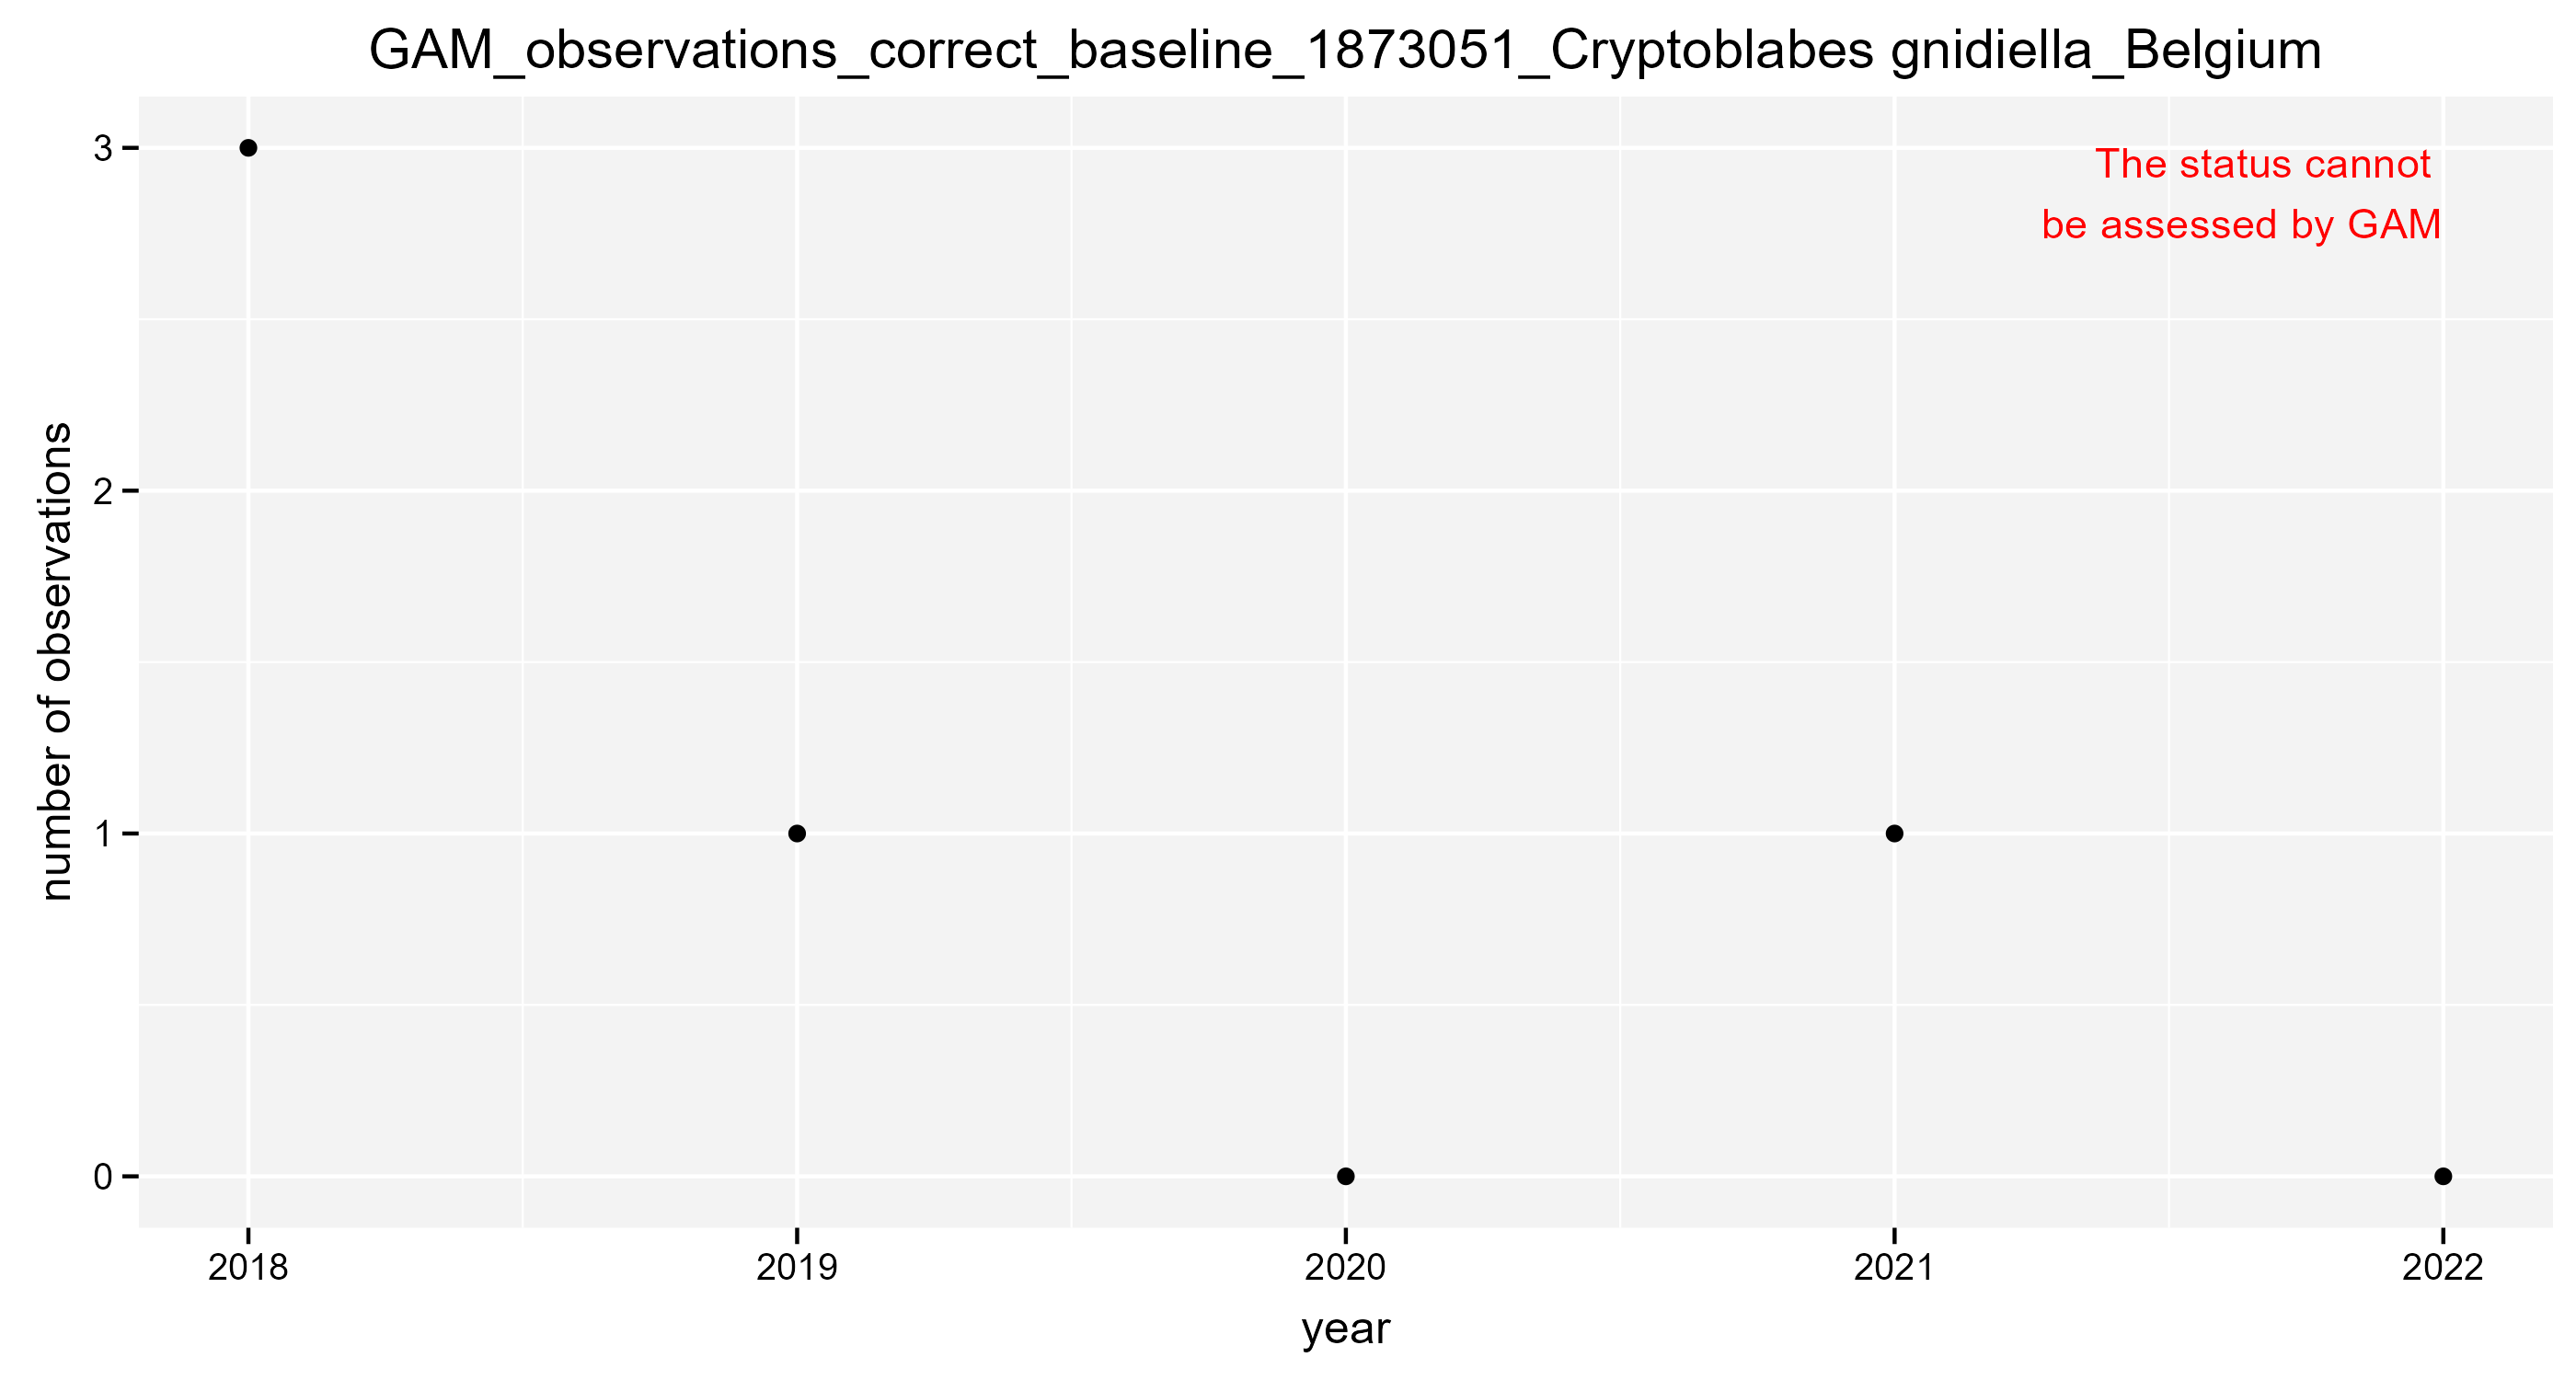 GAM_observations_correct_baseline_1873051_Cryptoblabes gnidiella_Belgium
The status cannot
be assessed by GAM
number of observations
3
2
1
0
2018
2019
2020
2021
2022
year